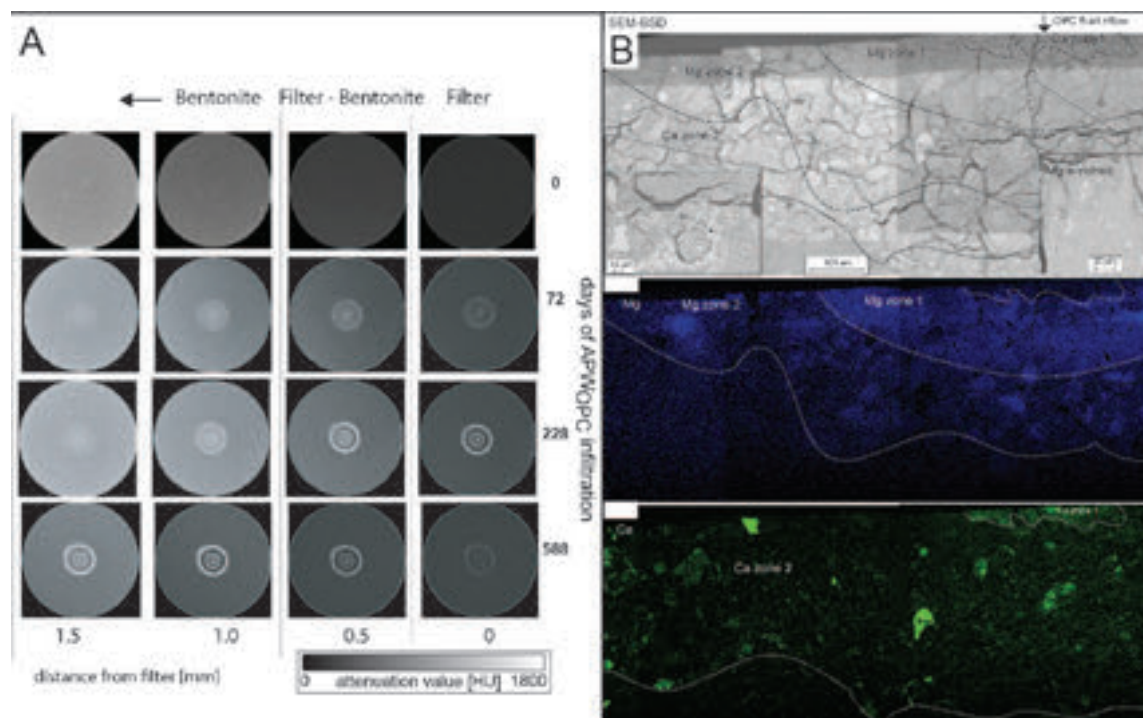 A
Bentonite Filter - Bentonite Filter
0
72
228
588
days of APWOPC infiltration
1.5 1.0 0.5 0
distance from filter [mm]
0 attenuation value [HU] 1800
B
SEM-BSD
Mg zone 1
Mg zone 2
Ca zone 2
Mg Mg zone 2 Mg zone 1
Ca
Ca zone 2